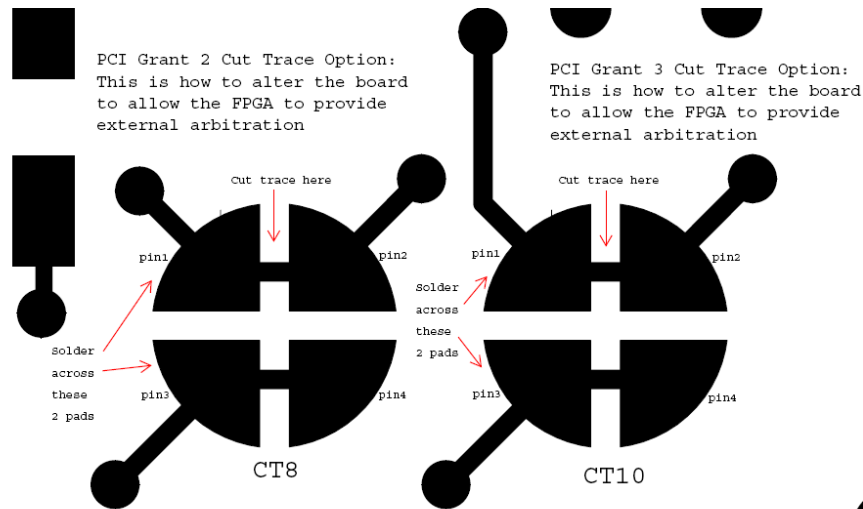 PCI Grant 2 Cut Trace Option:
This is how to alter the board
to allow the FPGA to provide
external arbitration
PCI Grant 3 Cut Trace Option:
This is how to alter the board
to allow the FPGA to provide
external arbitration
Cut trace here
pin1
pin2
Solder
across
these
2 pads
pin3
pin4
CT8
Cut trace here
pin1
pin2
Solder
across
these
2 pads
pin3
pin4
CT10